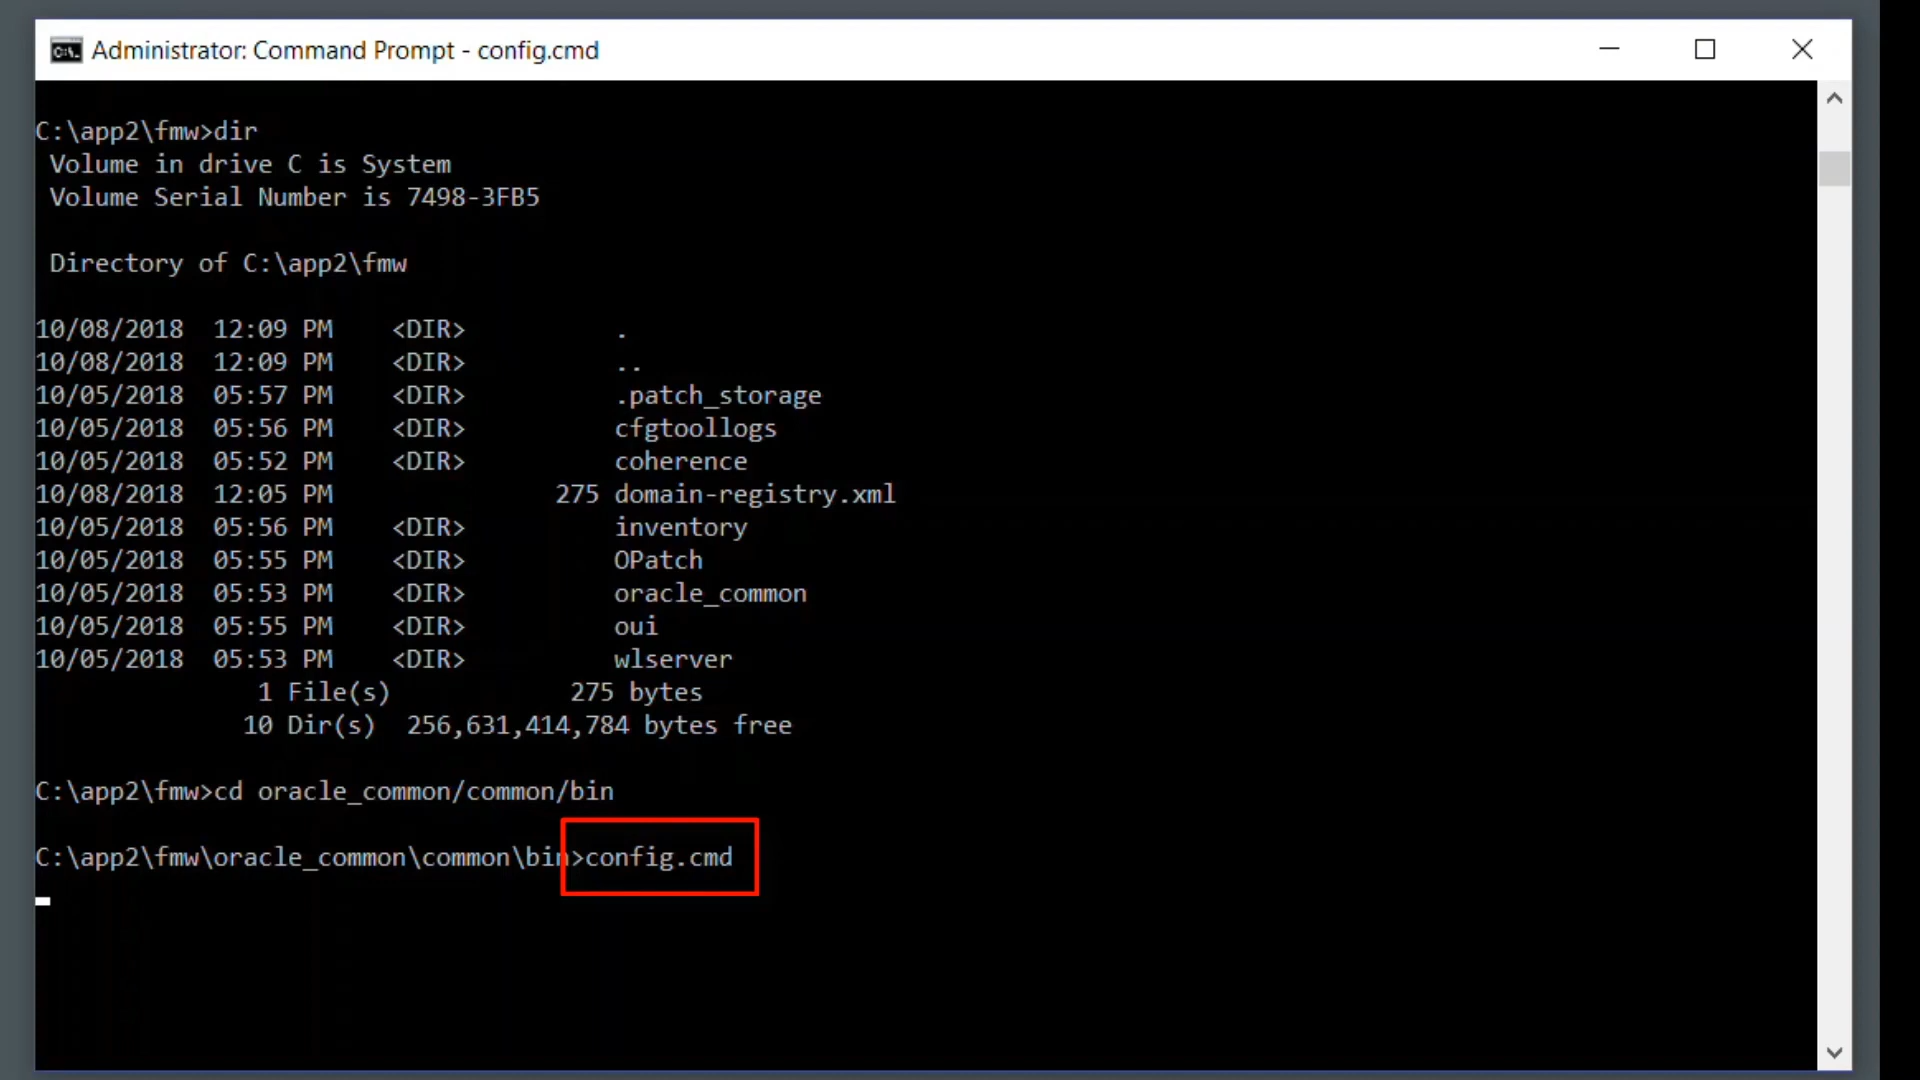 Administrator: Command Prompt - config.cmd
C:\app2\fmw>dir
Volume in drive C is System
Volume Serial Number is 7498-3FB5
Directory of C:\app2\fmw
10/08/2018  12:09 PM    <DIR>          .
10/08/2018  12:09 PM    <DIR>          ..
10/05/2018  05:57 PM    <DIR>          .patch_storage
10/05/2018  05:56 PM    <DIR>          cfgtoollogs
10/05/2018  05:52 PM    <DIR>          coherence
10/08/2018  12:05 PM               275 domain-registry.xml
10/05/2018  05:56 PM    <DIR>          inventory
10/05/2018  05:55 PM    <DIR>          OPatch
10/05/2018  05:53 PM    <DIR>          oracle_common
10/05/2018  05:55 PM    <DIR>          oui
10/05/2018  05:53 PM    <DIR>          wlserver
1 File(s)            275 bytes
10 Dir(s)  256,631,414,784 bytes free
C:\app2\fmw>cd oracle_common/common/bin
C:\app2\fmw\oracle_common\common\bin>config.cmd